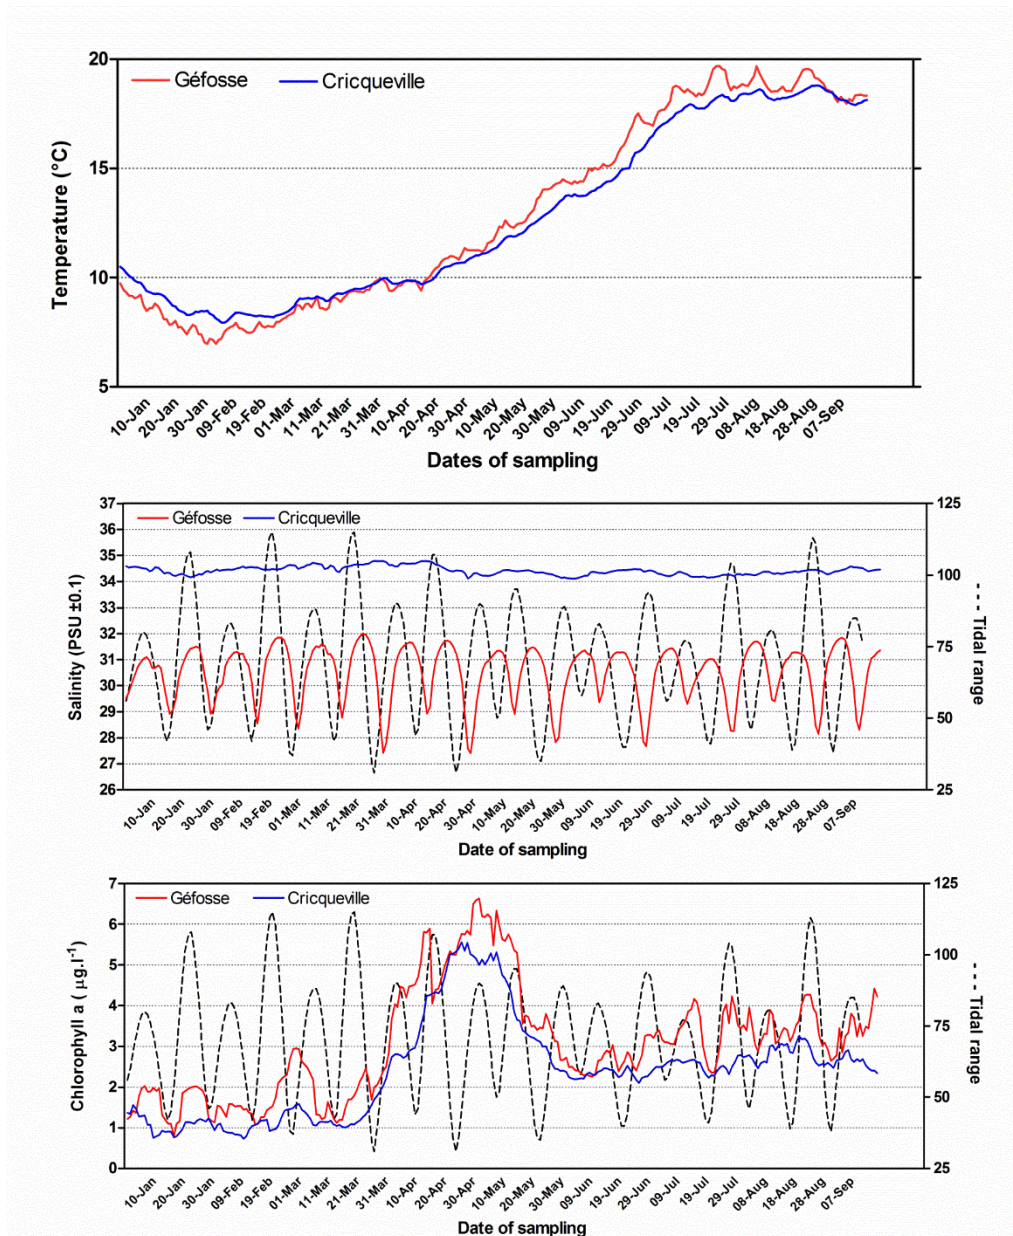 Géfosse Cricqueville
20
15
10
5
Temperature (°C)
10-Jan 20-Jan 30-Jan 09-Feb 19-Feb 01-Mar 11-Mar 21-Mar 31-Mar 10-Apr 20-Apr 30-Apr 10-May 20-May 30-May 09-Jun 19-Jun 29-Jun 09-Jul 19-Jul 29-Jul 08-Aug 18-Aug 28-Aug 07-Sep
Dates of sampling
Géfosse Cricqueville
37
36
35
34
33
32
31
30
29
28
27
26
Salinity (PSU ±0.1)
125
100
75
50
25
- - - Tidal range
10-Jan 20-Jan 30-Jan 09-Feb 19-Feb 01-Mar 11-Mar 21-Mar 31-Mar 10-Apr 20-Apr 30-Apr 10-May 20-May 30-May 09-Jun 19-Jun 29-Jun 09-Jul 19-Jul 29-Jul 08-Aug 18-Aug 28-Aug 07-Sep
Date of sampling
Géfosse Cricqueville
7
6
5
4
3
2
1
0
Chlorophyll a ( µg.l-1)
125
100
75
50
25
- - - Tidal range
10-Jan 20-Jan 30-Jan 09-Feb 19-Feb 01-Mar 11-Mar 21-Mar 31-Mar 10-Apr 20-Apr 30-Apr 10-May 20-May 30-May 09-Jun 19-Jun 29-Jun 09-Jul 19-Jul 29-Jul 08-Aug 18-Aug 28-Aug 07-Sep
Date of sampling